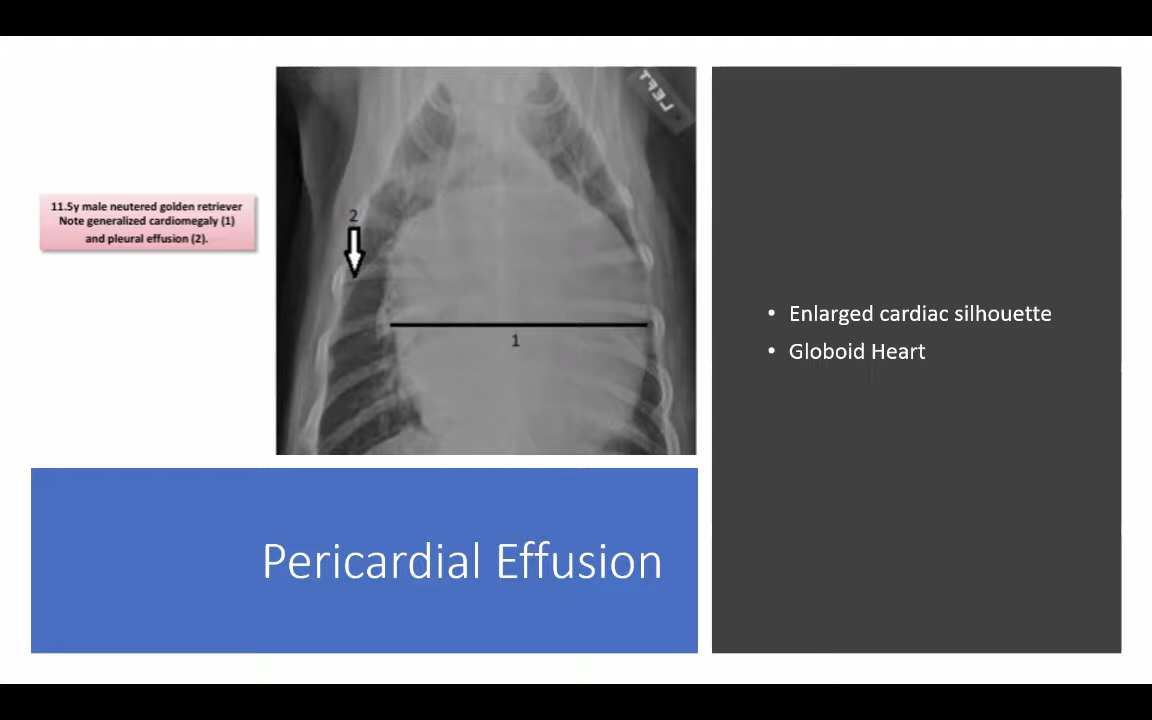 LEFT
11.5y male neutered golden retriever
Note generalized cardiomegaly (1)
and pleural effusion (2).
2
1
• Enlarged cardiac silhouette
• Globoid Heart
Pericardial Effusion